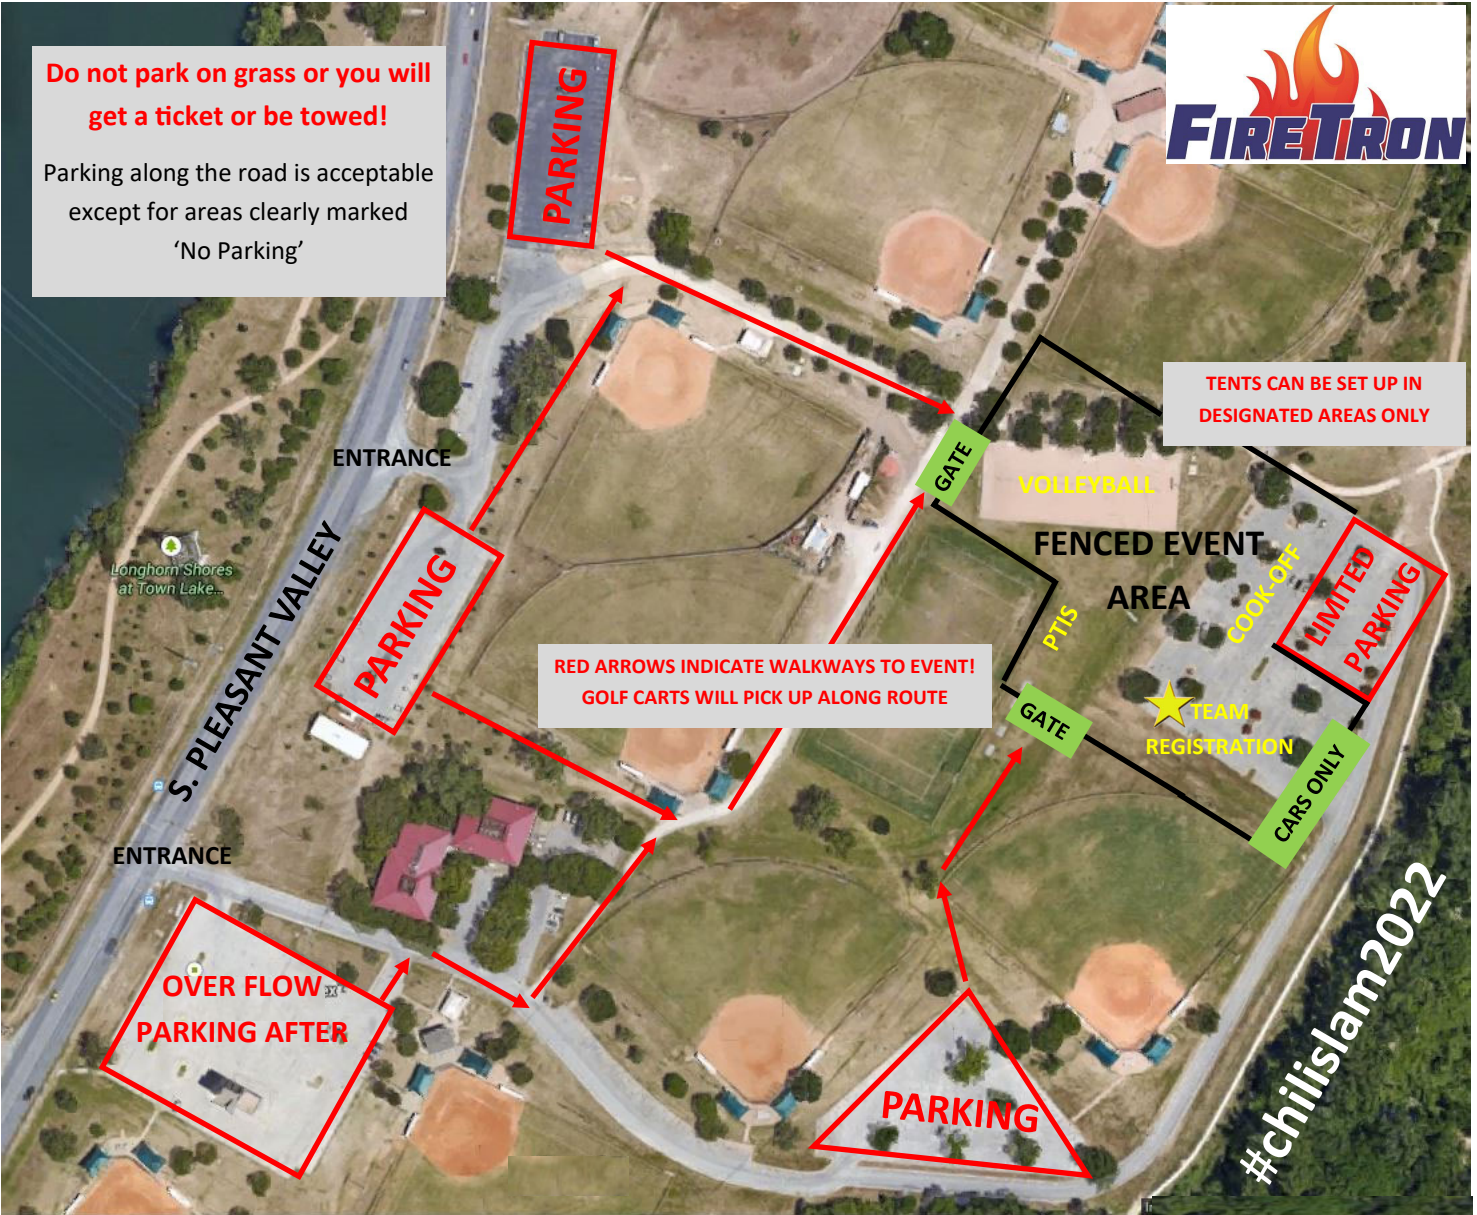 Do not park on grass or you will
get a ticket or be towed!
Parking along the road is acceptable
except for areas clearly marked
‘No Parking’
PARKING
FIRETRON
TENTS CAN BE SET UP IN
DESIGNATED AREAS ONLY
ENTRANCE
GATE
VOLLEYBALL
FENCED EVENT
AREA
COOK-OFF
LIMITED
PARKING
PTIS
Longhorn Shores
at Town Lake...
S. PLEASANT VALLEY
PARKING
RED ARROWS INDICATE WALKWAYS TO EVENT!
GOLF CARTS WILL PICK UP ALONG ROUTE
GATE
TEAM
REGISTRATION
CARS ONLY
ENTRANCE
OVER FLOW
PARKING AFTER
PARKING
#chilislam2022